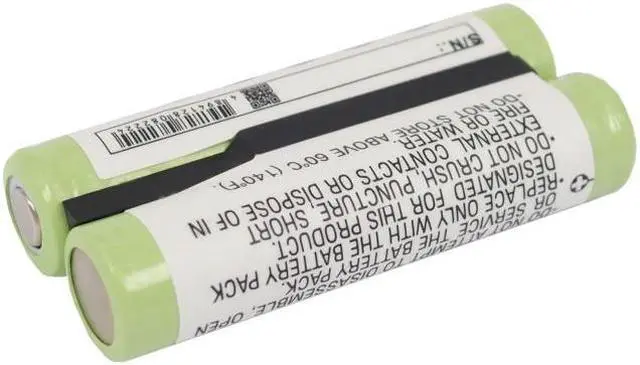 S/N.:
4894128082224
·DO NOT ATTEMPT TO DISASSEMBLE, OPEN
OR SERVICE THE BATTERY PACK
·REPLACE ONLY WITH THE BATTERY PACK
DESIGNATED FOR THIS PRODUCT.
·DO NOT CRUSH, PUNCTURE, SHORT
EXTERNAL CONTACTS OR DISPOSE OF IN
FIRE OR WATER.
·DO NOT STORE ABOVE 60°C (140°F).